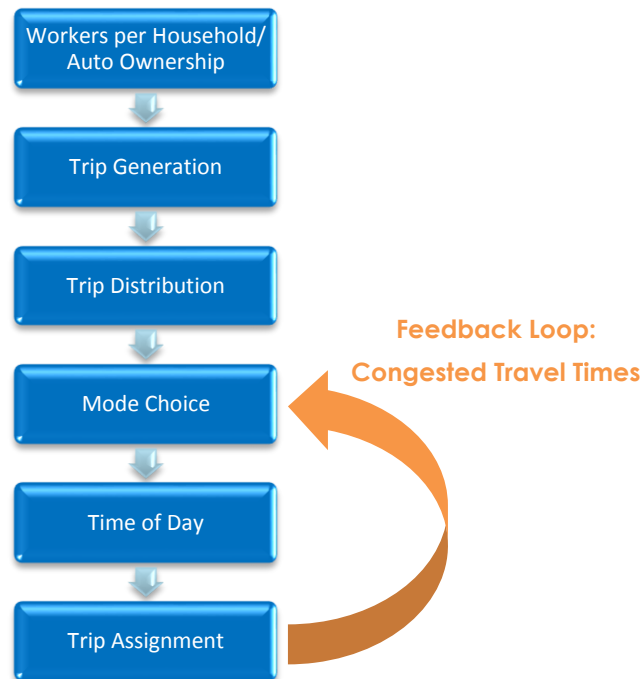 Workers per Household/
Auto Ownership
Trip Generation
Trip Distribution
Feedback Loop:
Congested Travel Times
Mode Choice
Time of Day
Trip Assignment